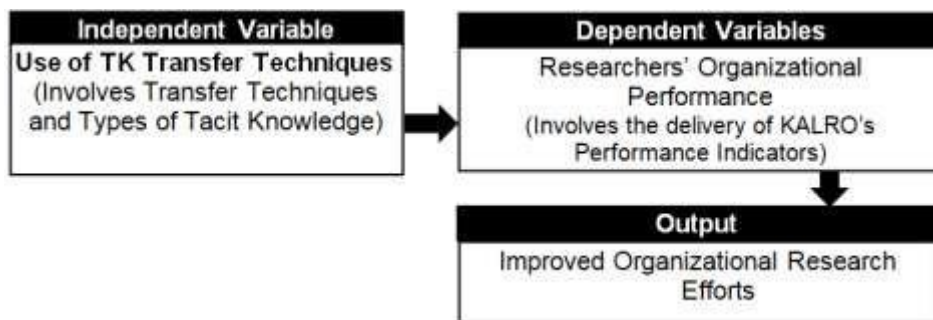 Independent Variable
Use of TK Transfer Techniques
(Involves Transfer Techniques
and Types of Tacit Knowledge)
Dependent Variables
Researchers' Organizational
Performance
(Involves the delivery of KALRO's
Performance Indicators)
Output
Improved Organizational Research
Efforts